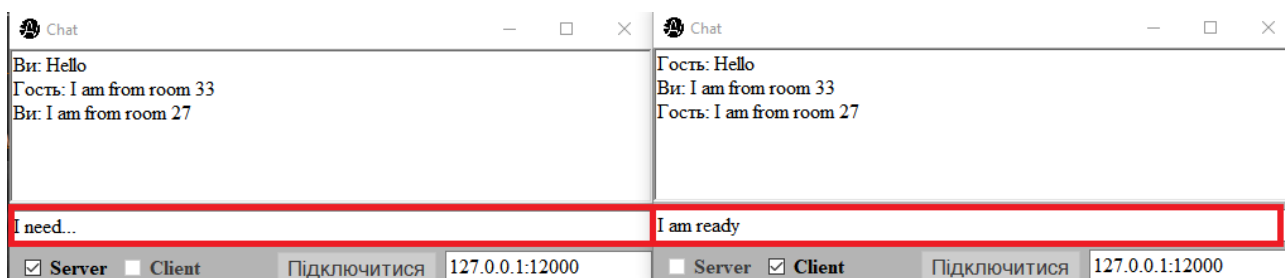 Chat
Ви: Hello
Гость: I am from room 33
Ви: I am from room 27
I need...
Server Client Підключитися 127.0.0.1:12000
Chat
Гость: Hello
Ви: I am from room 33
Гость: I am from room 27
I am ready
Server Client Підключитися 127.0.0.1:12000